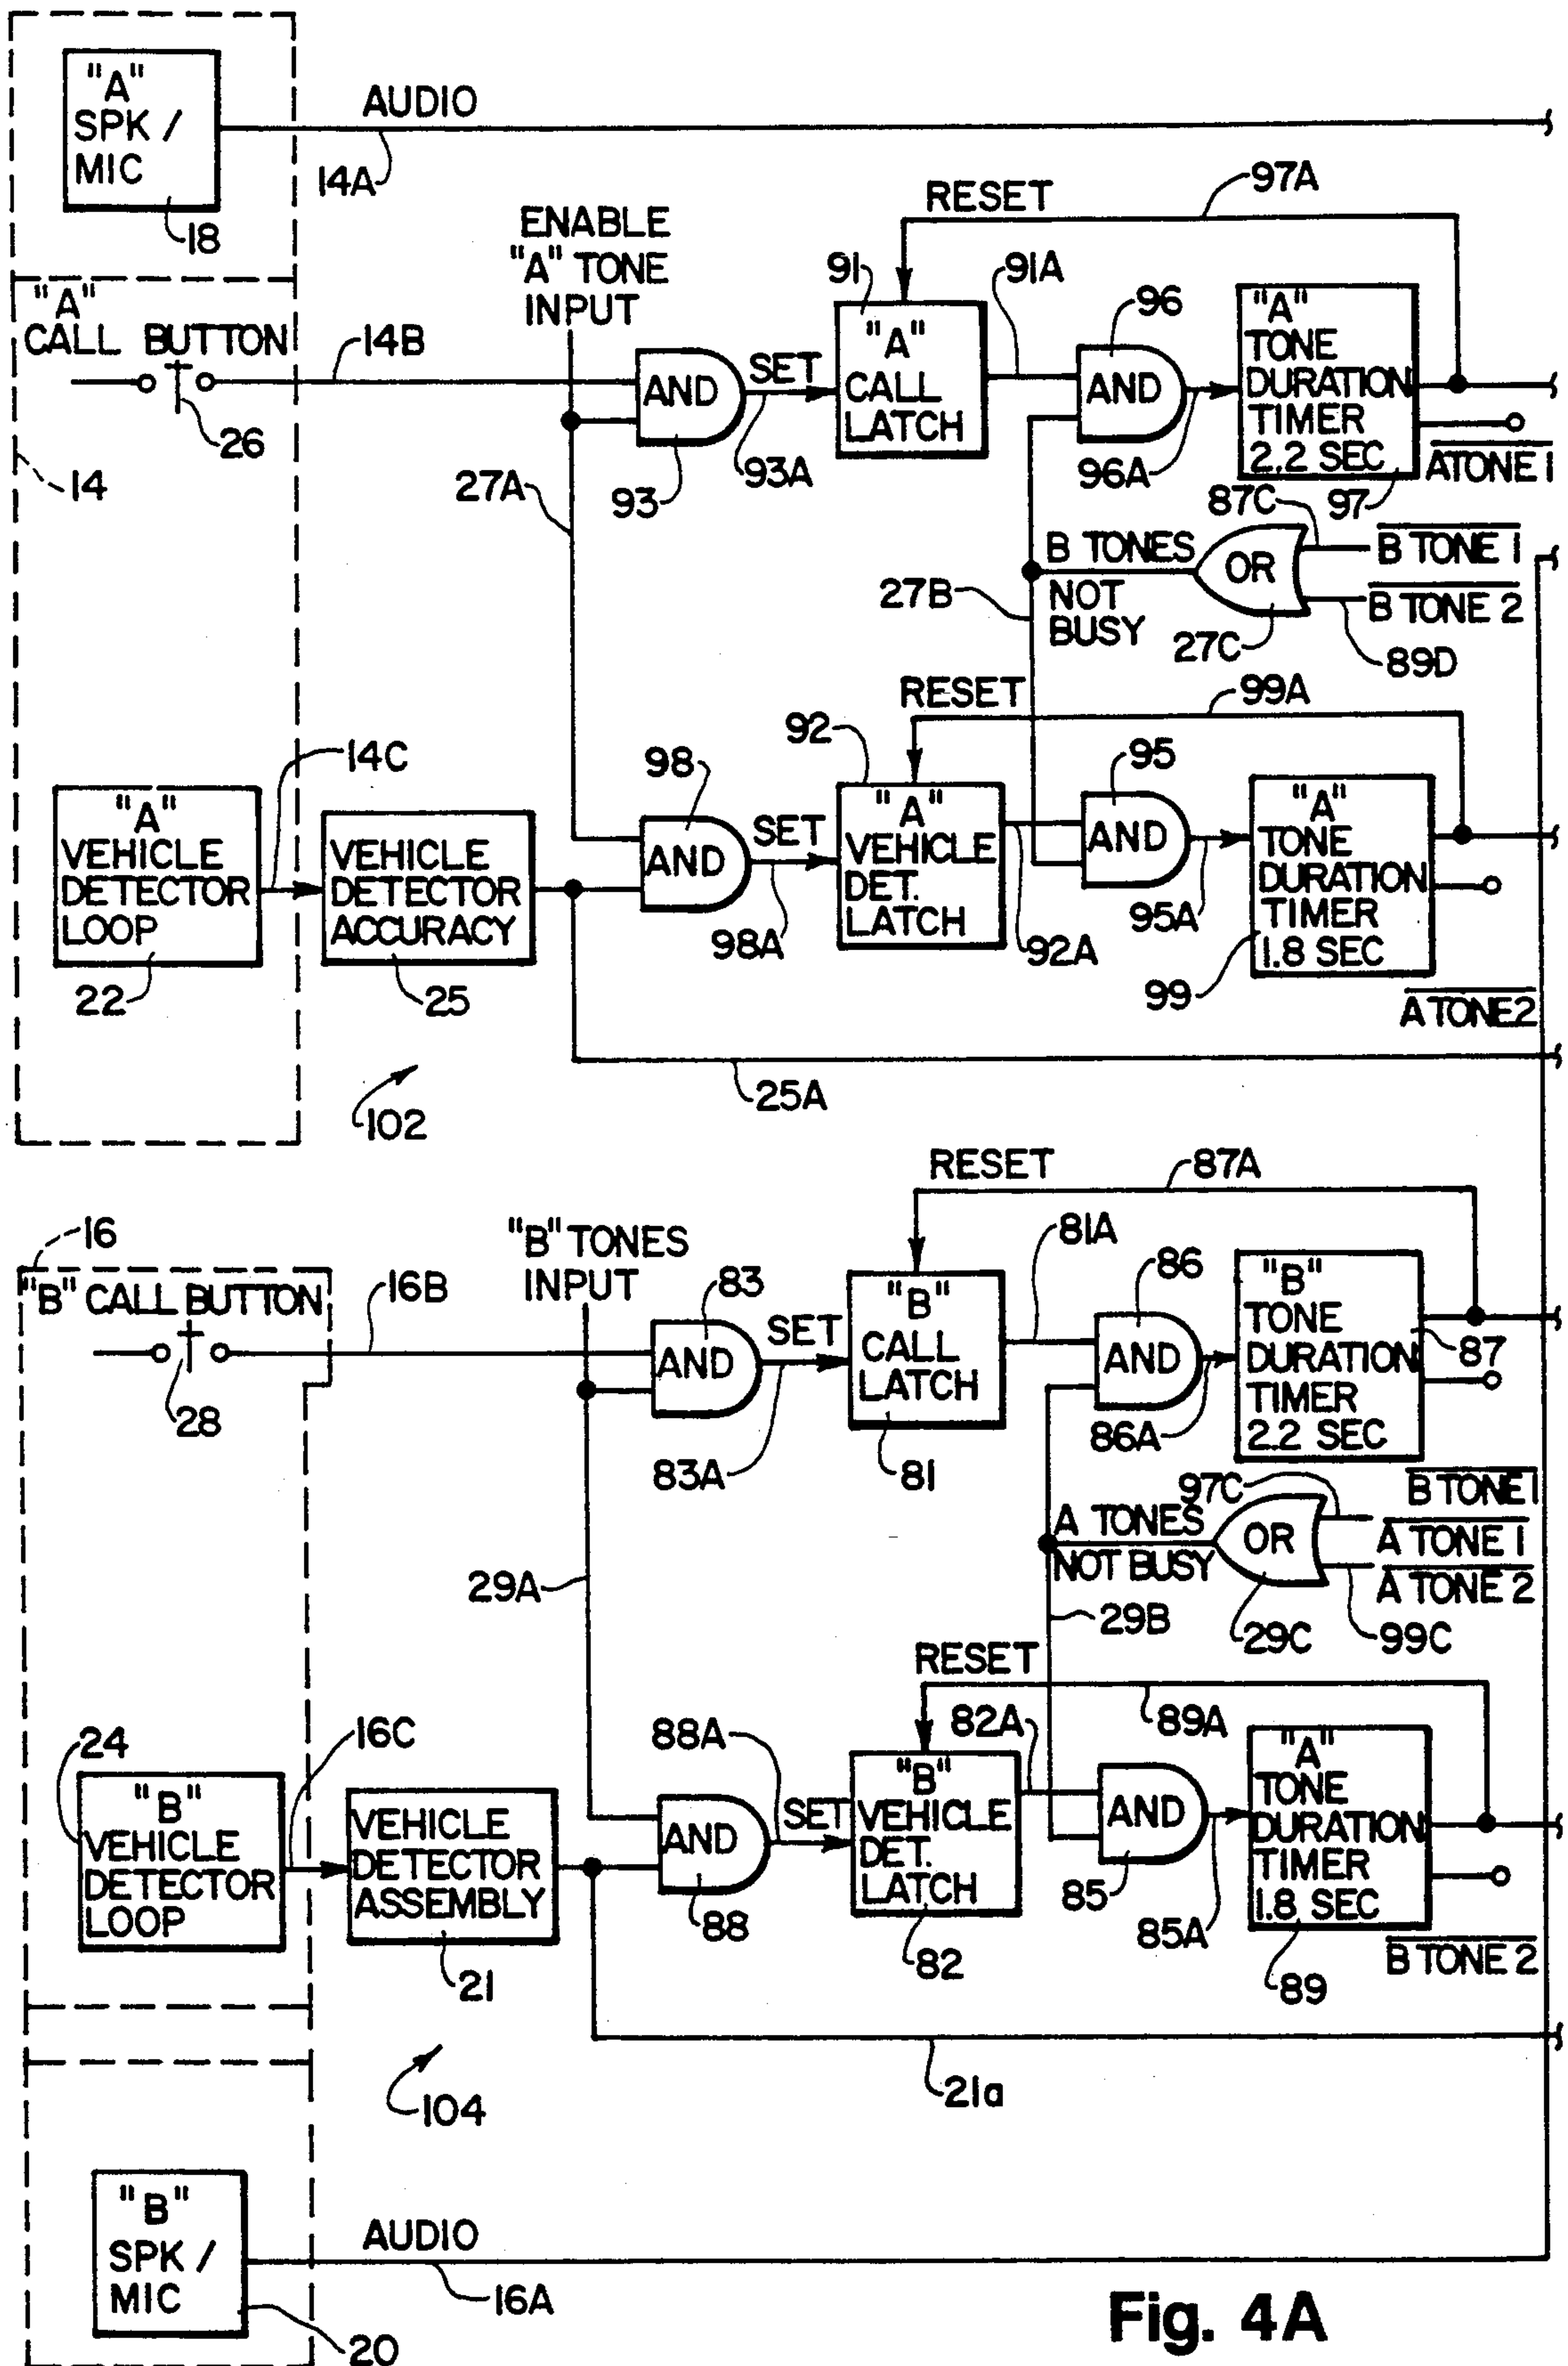 "A"
SPK /
MIC
18
AUDIO
14A
ENABLE
"A" TONE
INPUT
RESET
97A
"A"
CALL BUTTON
14B
26
14
27A
AND
93
SET
93A
91
"A"
CALL
LATCH
91A
AND
96
96A
"A"
TONE
DURATION
TIMER
2.2 SEC
97
ATONE 1
87C
B TONE 1
B TONES
NOT
BUSY
OR
B TONE 2
27B
27C
89D
RESET
99A
14C
"A"
VEHICLE
DETECTOR
LOOP
22
VEHICLE
DETECTOR
ACCURACY
25
98
AND
SET
98A
92
"A"
VEHICLE
DET.
LATCH
92A
95
AND
95A
"A"
TONE
DURATION
TIMER
1.8 SEC
99
A TONE 2
25A
102
RESET
87A
16
"B" CALL BUTTON
28
16B
"B" TONES
INPUT
83
AND
SET
83A
"B"
CALL
LATCH
81
81A
86
AND
86A
"B"
TONE
DURATION
TIMER
2.2 SEC
87
B TONE 1
97C
A TONES
NOT BUSY
OR
A TONE 1
A TONE 2
29A
29B
29C
99C
RESET
89A
24
"B"
VEHICLE
DETECTOR
LOOP
16C
VEHICLE
DETECTOR
ASSEMBLY
21
88A
AND
88
SET
"B"
VEHICLE
DET.
LATCH
82
82A
AND
85
85A
"A"
TONE
DURATION
TIMER
1.8 SEC
89
B TONE 2
21a
104
"B"
SPK /
MIC
20
AUDIO
16A
Fig. 4A